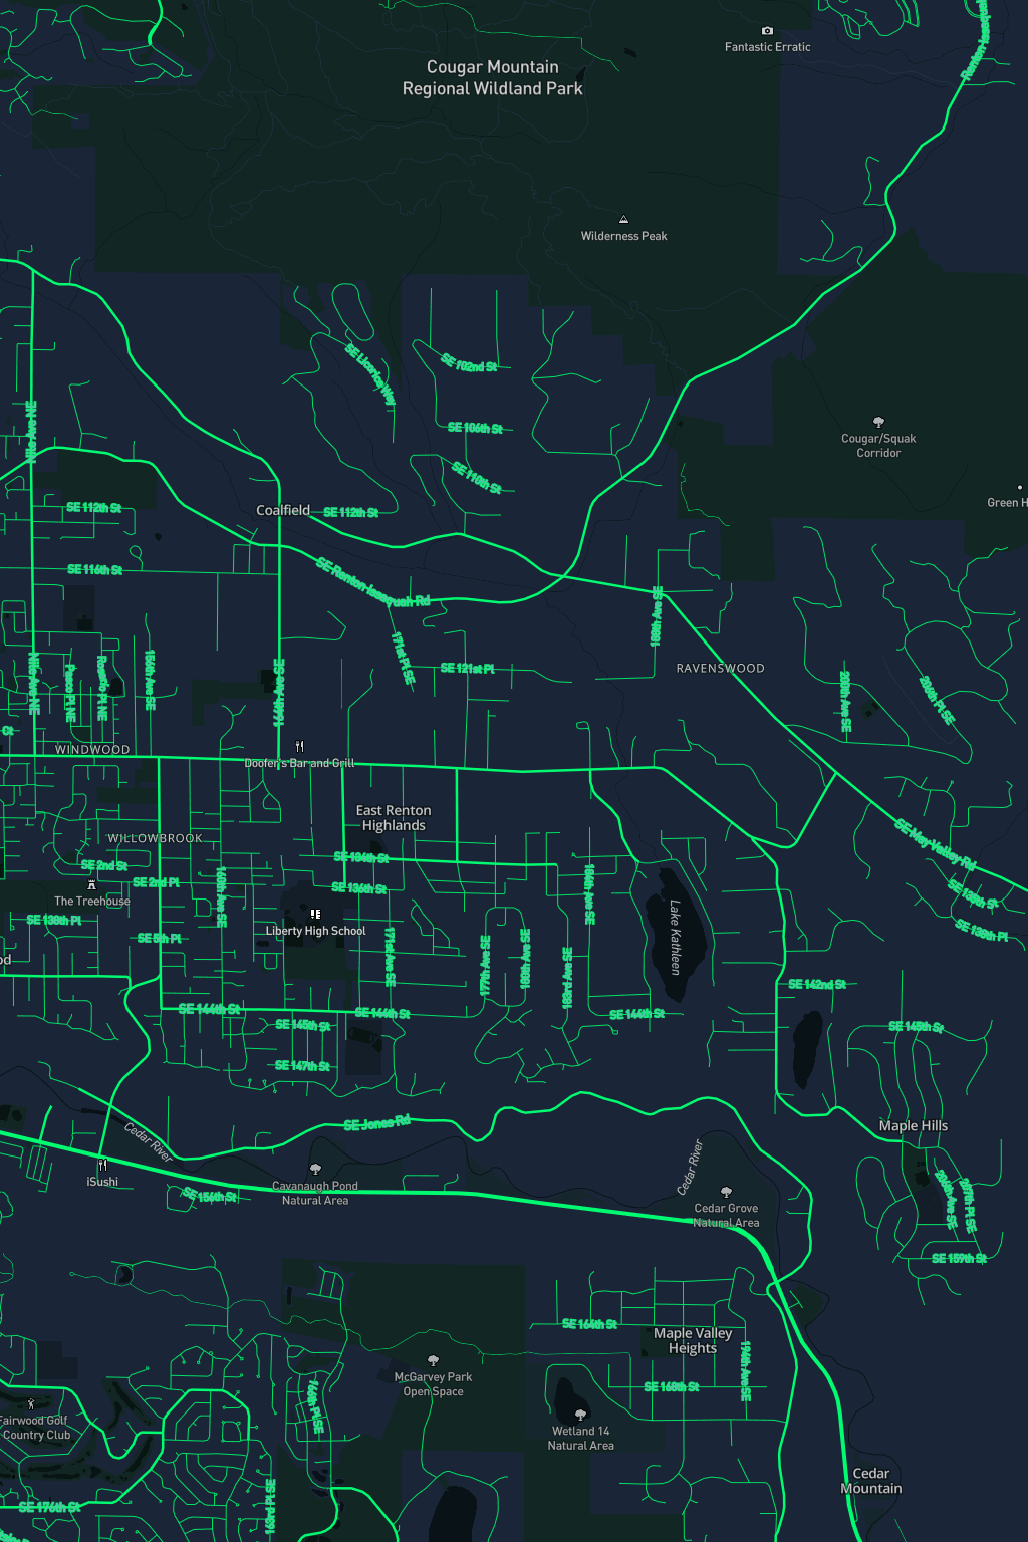 Fantastic Erratic
Cougar Mountain
Regional Wildland Park
Wilderness Peak
SE Licorice Way
SE 102nd St
Nile Ave NE
SE 106th St
Cougar/Squak
Corridor
SE 110th St
Green H
SE 112th St
Coalfield
SE 112th St
SE 116th St
SE Renton Issaquah Rd
188th Ave SE
171st Pl SE
Nile Ave NE
Pasco Pl NE
Rosario Pl NE
156th Ave SE
164th Ave SE
SE 121st Pl
RAVENSWOOD
200th Ave SE
204th Pl SE
Ct
WINDWOOD
Doofer's Bar and Grill
East Renton
Highlands
WILLOWBROOK
SE May Valley Rd
SE 2nd St
SE 136th St
SE 2nd Pl
SE 136th St
160th Ave SE
184th Ave SE
SE 138th St
The Treehouse
SE 138th Pl
Liberty High School
Lake Kathleen
SE 138th Pl
SE 5th Pl
171st Ave SE
177th Ave SE
180th Ave SE
183rd Ave SE
od
SE 142nd St
SE 144th St
SE 144th St
SE 144th St
SE 145th St
SE 145th St
SE 147th St
SE Jones Rd
Maple Hills
Cedar River
Cedar River
iSushi
Cavanaugh Pond
Natural Area
SE 156th St
Cedar Grove
Natural Area
206th Ave SE
207th Pl SE
SE 159th St
SE 164th St
Maple Valley
Heights
194th Ave SE
McGarvey Park
Open Space
SE 168th St
166th Pl SE
Fairwood Golf
Country Club
Wetland 14
Natural Area
Cedar
Mountain
163rd Pl SE
SE 176th St